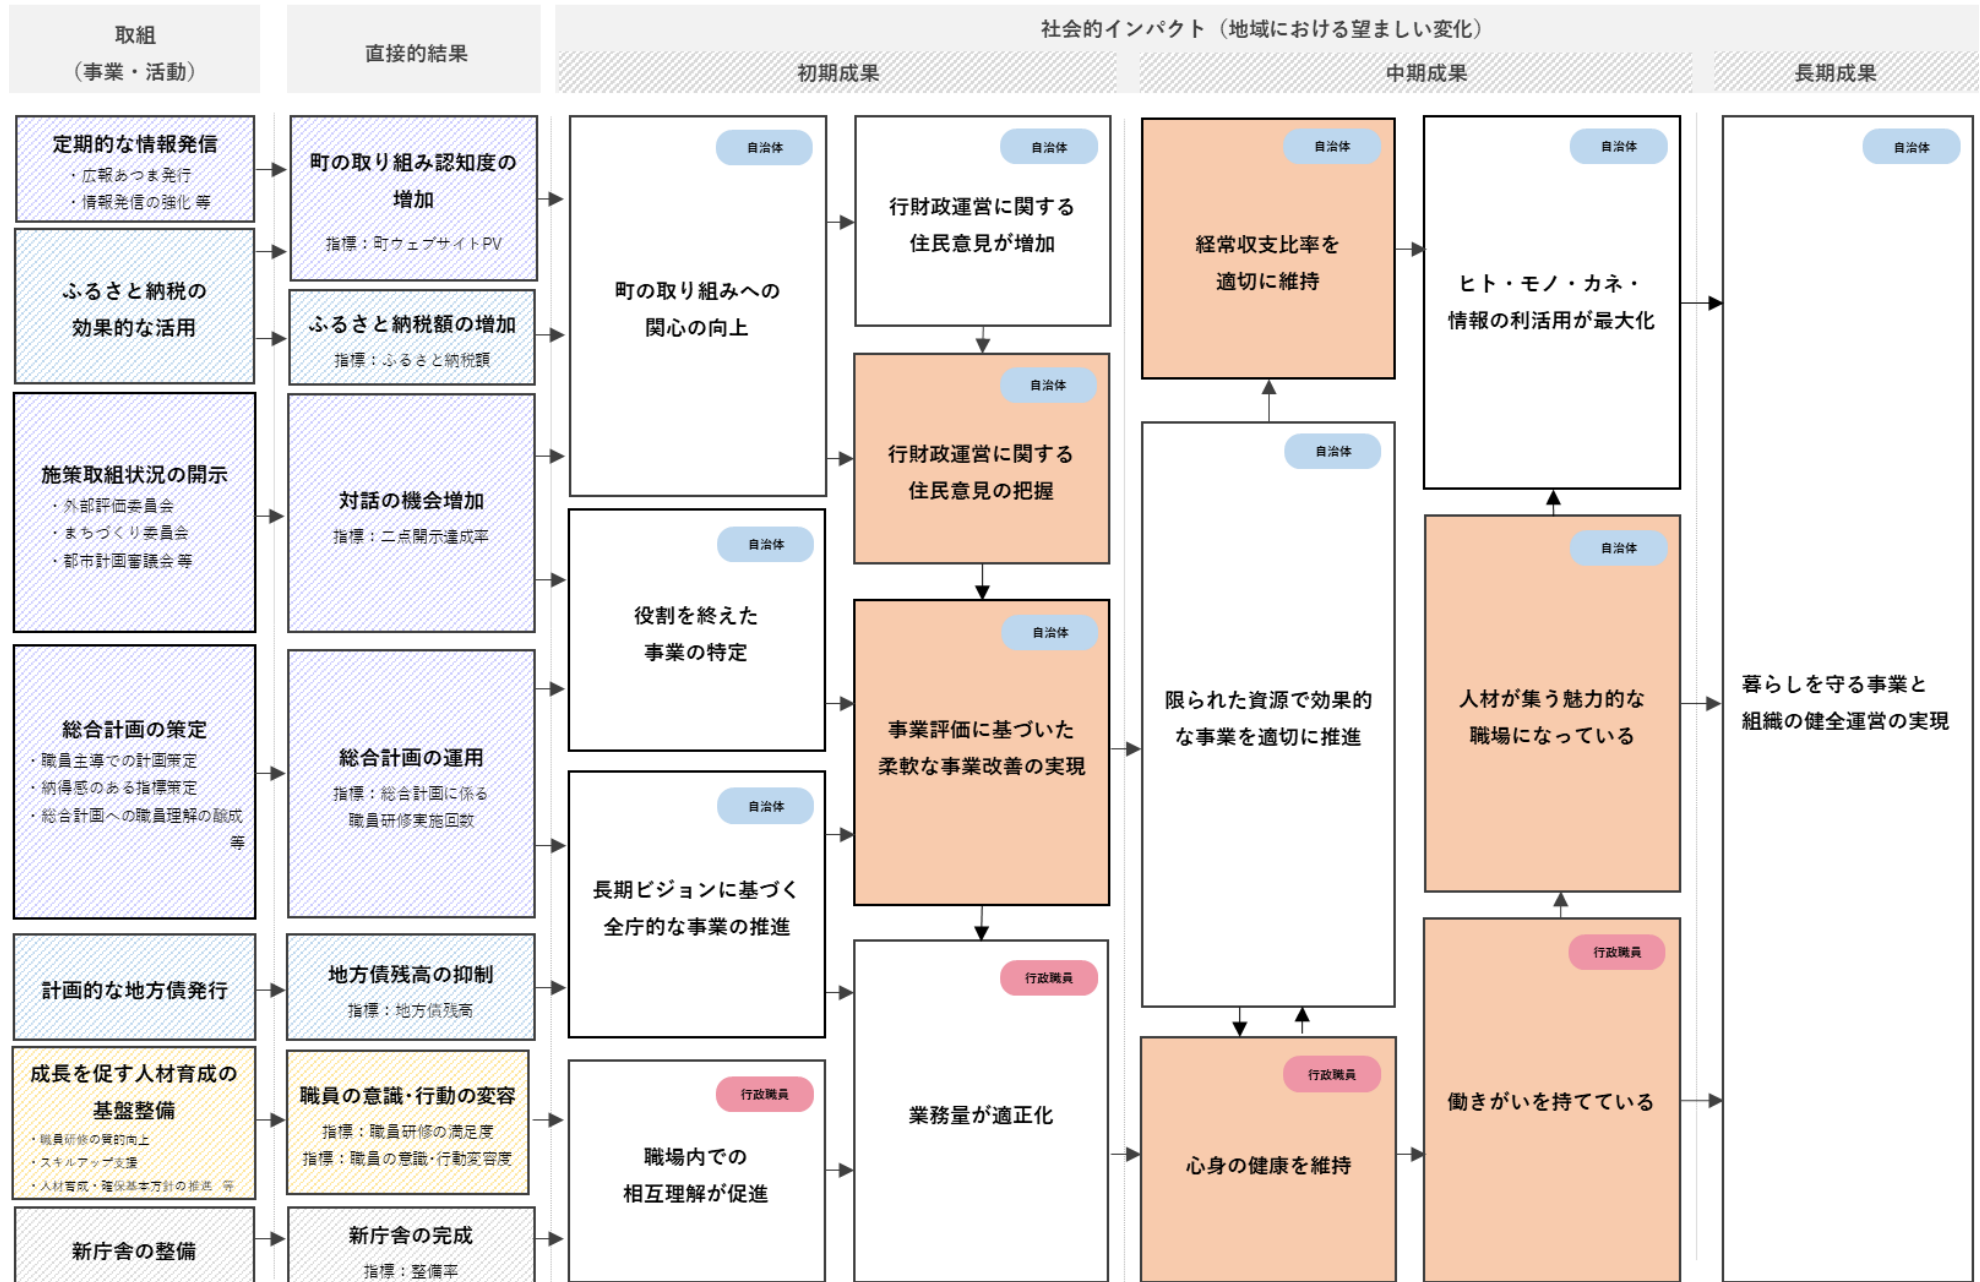 取組
（事業・活動）
直接的結果
社会的インパクト（地域における望ましい変化）
初期成果
中期成果
長期成果
定期的な情報発信
・広報あつま発行
・情報発信の強化 等
ふるさと納税の
効果的な活用
施策取組状況の開示
・外部評価委員会
・まちづくり委員会
・都市計画審議会 等
総合計画の策定
・職員主導での計画策定
・納得感のある指標策定
・総合計画への職員理解の醸成
等
計画的な地方債発行
成長を促す人材育成の
基盤整備
・職員研修の質的向上
・スキルアップ支援
・人材育成・確保基本方針の推進 等
新庁舎の整備
町の取り組み認知度の
増加
指標：町ウェブサイトPV
ふるさと納税額の増加
指標：ふるさと納税額
対話の機会増加
指標：二点開示達成率
総合計画の運用
指標：総合計画に係る
職員研修実施回数
地方債残高の抑制
指標：地方債残高
職員の意識・行動の変容
指標：職員研修の満足度
指標：職員の意識・行動変容度
新庁舎の完成
指標：整備率
自治体
町の取り組みへの
関心の向上
自治体
役割を終えた
事業の特定
自治体
長期ビジョンに基づく
全庁的な事業の推進
行政職員
職場内での
相互理解が促進
自治体
行財政運営に関する
住民意見が増加
自治体
行財政運営に関する
住民意見の把握
自治体
事業評価に基づいた
柔軟な事業改善の実現
行政職員
業務量が適正化
自治体
経常収支比率を
適切に維持
自治体
限られた資源で効果的
な事業を適切に推進
行政職員
心身の健康を維持
自治体
ヒト・モノ・カネ・
情報の利活用が最大化
自治体
人材が集う魅力的な
職場になっている
行政職員
働きがいを持てている
自治体
暮らしを守る事業と
組織の健全運営の実現